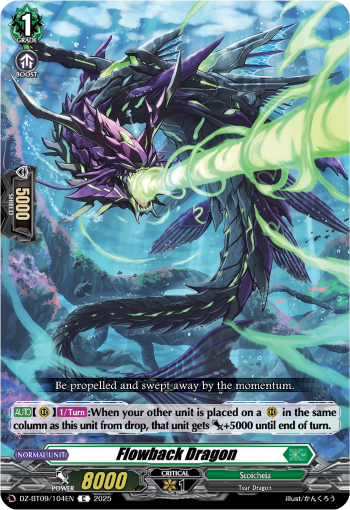 1
GRADE
BOOST
5000
SHIELD
Be propelled and swept away by the momentum.
AUTO [R] 1/Turn :When your other unit is placed on a [R] in the same
column as this unit from drop, that unit gets +5000 until end of turn.
NORMAL UNIT
Flowback Dragon
POWER 8000
CRITICAL
1
Stoicheia
Tear Dragon
DZ-BT09/104EN C 2025
illust/かんくろう